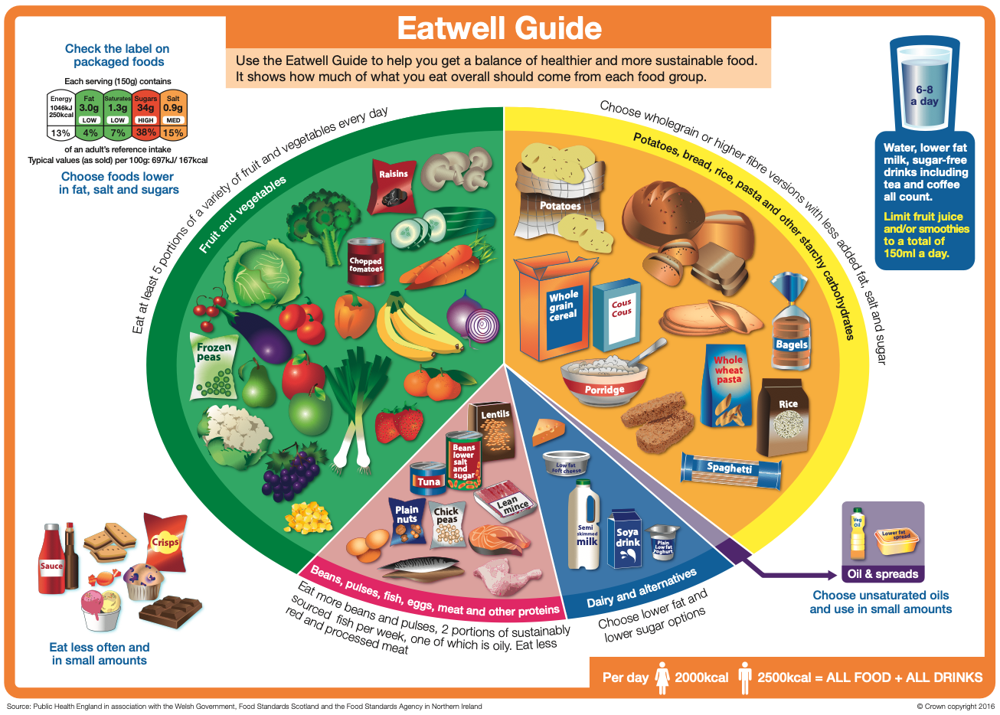 Eatwell Guide
Use the Eatwell Guide to help you get a balance of healthier and more sustainable food.
It shows how much of what you eat overall should come from each food group.
Check the label on
packaged foods
Each serving (150g) contains
Energy
1046kJ
250kcal
13%
Fat
3.0g
LOW
4%
Saturates
1.3g
LOW
7%
Sugars
34g
HIGH
38%
Salt
0.9g
MED
15%
of an adult's reference intake
Typical values (as sold) per 100g: 697kJ/ 167kcal
Choose foods lower
in fat, salt and sugars
6-8
a day
Water, lower fat
milk, sugar-free
drinks including
tea and coffee
all count.
Limit fruit juice
and/or smoothies
to a total of
150ml a day.
Eat at least 5 portions of a variety of fruit and vegetables every day
Fruit and vegetables
Raisins
Chopped
tomatoes
Frozen
peas
Choose wholegrain or higher fibre versions with less added fat, salt and sugar
Potatoes, bread, rice, pasta and other starchy carbohydrates
Potatoes
Whole
grain
cereal
Cous
Cous
Bagels
Porridge
Whole
wheat
pasta
Rice
Spaghetti
Lentils
Beans
lower
salt
and
sugar
Tuna
Plain
nuts
Chick
peas
Lean
mince
Beans, pulses, fish, eggs, meat and other proteins
Eat more beans and pulses, 2 portions of sustainably
sourced fish per week, one of which is oily. Eat less
red and processed meat
Low fat
soft cheese
Semi
skimmed
milk
Soya
drink
Plain
Low fat
yoghurt
Dairy and alternatives
Choose lower fat and
lower sugar options
Veg
Oil
Lower fat
spread
Oil & spreads
Choose unsaturated oils
and use in small amounts
Sauce
Crisps
Eat less often and
in small amounts
Per day 2000kcal 2500kcal = ALL FOOD + ALL DRINKS
Source: Public Health England in association with the Welsh Government, Food Standards Scotland and the Food Standards Agency in Northern Ireland
© Crown copyright 2016